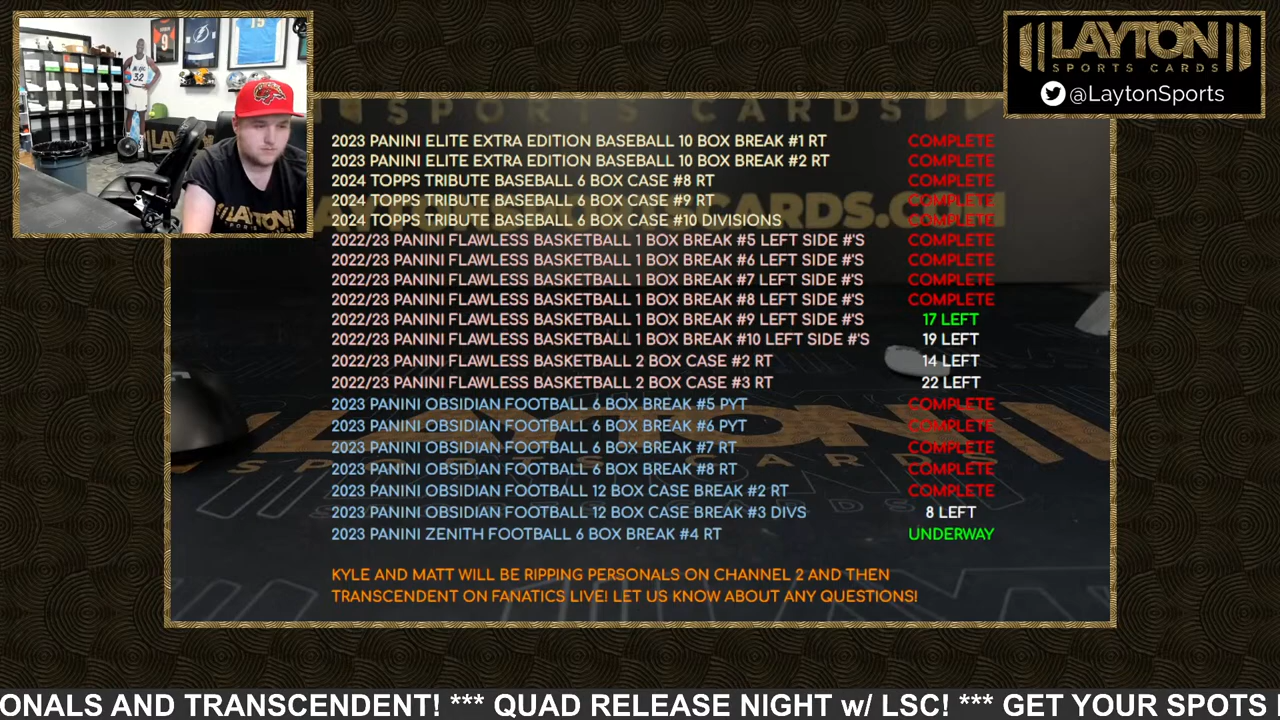 LAYTON
SPORTS CARDS
@LaytonSports
2023 PANINI ELITE EXTRA EDITION BASEBALL 10 BOX BREAK #1 RT COMPLETE
2023 PANINI ELITE EXTRA EDITION BASEBALL 10 BOX BREAK #2 RT COMPLETE
2024 TOPPS TRIBUTE BASEBALL 6 BOX CASE #8 RT COMPLETE
2024 TOPPS TRIBUTE BASEBALL 6 BOX CASE #9 RT COMPLETE
2024 TOPPS TRIBUTE BASEBALL 6 BOX CASE #10 DIVISIONS COMPLETE
2022/23 PANINI FLAWLESS BASKETBALL 1 BOX BREAK #5 LEFT SIDE #'S COMPLETE
2022/23 PANINI FLAWLESS BASKETBALL 1 BOX BREAK #6 LEFT SIDE #'S COMPLETE
2022/23 PANINI FLAWLESS BASKETBALL 1 BOX BREAK #7 LEFT SIDE #'S COMPLETE
2022/23 PANINI FLAWLESS BASKETBALL 1 BOX BREAK #8 LEFT SIDE #'S COMPLETE
2022/23 PANINI FLAWLESS BASKETBALL 1 BOX BREAK #9 LEFT SIDE #'S 17 LEFT
2022/23 PANINI FLAWLESS BASKETBALL 1 BOX BREAK #10 LEFT SIDE #'S 19 LEFT
2022/23 PANINI FLAWLESS BASKETBALL 2 BOX CASE #2 RT 14 LEFT
2022/23 PANINI FLAWLESS BASKETBALL 2 BOX CASE #3 RT 22 LEFT
2023 PANINI OBSIDIAN FOOTBALL 6 BOX BREAK #5 PYT COMPLETE
2023 PANINI OBSIDIAN FOOTBALL 6 BOX BREAK #6 PYT COMPLETE
2023 PANINI OBSIDIAN FOOTBALL 6 BOX BREAK #7 RT COMPLETE
2023 PANINI OBSIDIAN FOOTBALL 6 BOX BREAK #8 RT COMPLETE
2023 PANINI OBSIDIAN FOOTBALL 12 BOX CASE BREAK #2 RT COMPLETE
2023 PANINI OBSIDIAN FOOTBALL 12 BOX CASE BREAK #3 DIVS 8 LEFT
2023 PANINI ZENITH FOOTBALL 6 BOX BREAK #4 RT UNDERWAY
KYLE AND MATT WILL BE RIPPING PERSONALS ON CHANNEL 2 AND THEN
TRANSCENDENT ON FANATICS LIVE! LET US KNOW ABOUT ANY QUESTIONS!
ONALS AND TRANSCENDENT! *** QUAD RELEASE NIGHT w/ LSC! *** GET YOUR SPOTS